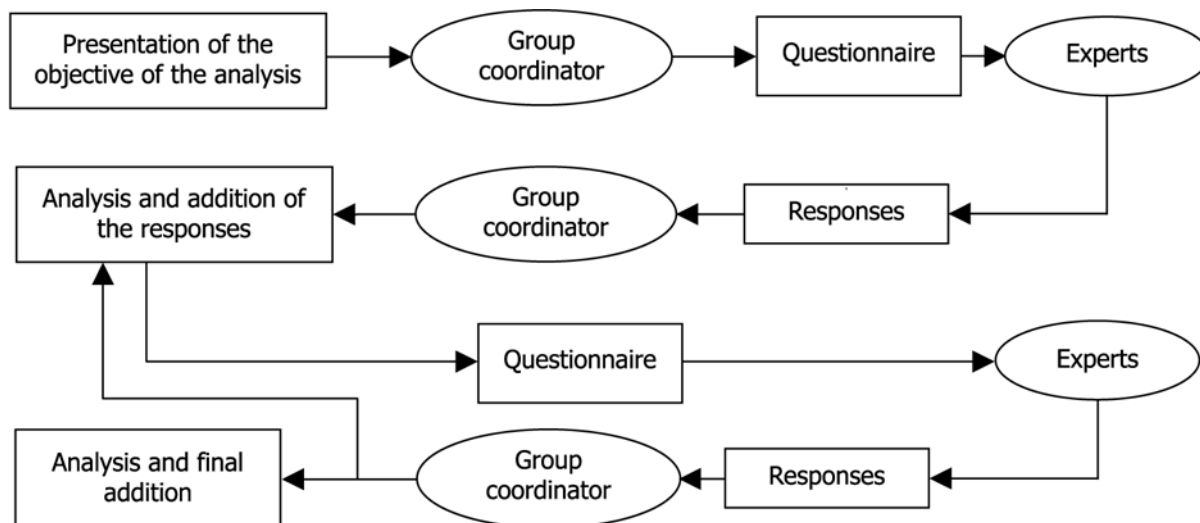 Presentation of the
objective of the analysis
Group
coordinator
Questionnaire
Experts
Analysis and addition of
the responses
Group
coordinator
Responses
Questionnaire
Experts
Analysis and final
addition
Group
coordinator
Responses